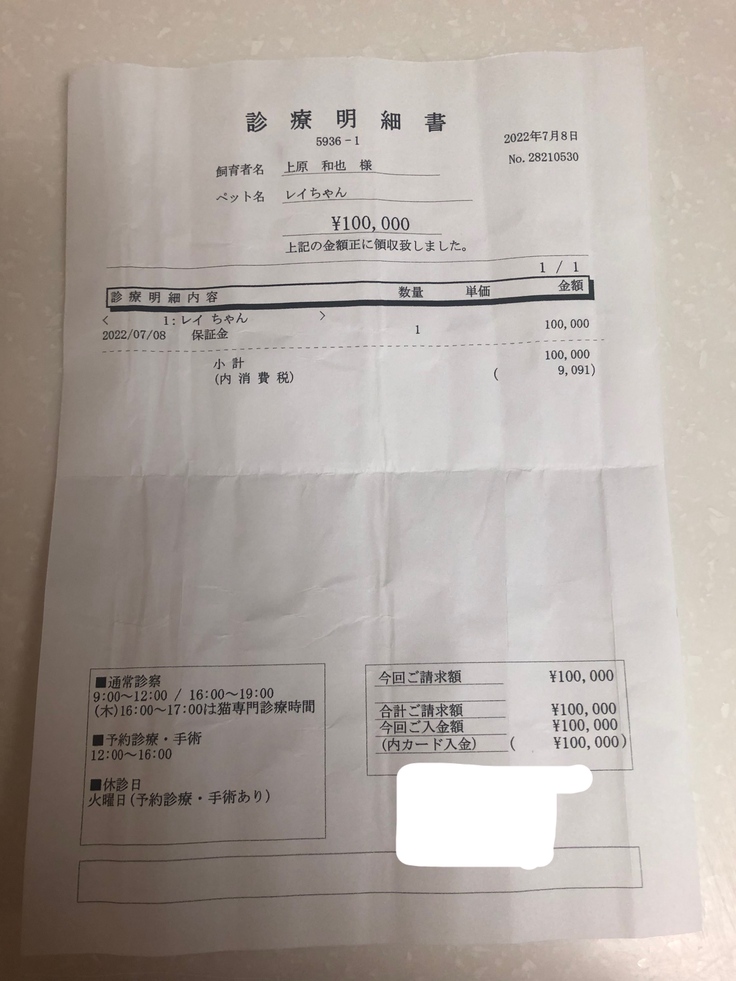 診療明細書
5936-1
2022年7月8日
No.28210530
飼育者名 上原 和也 様
ペット名 レイちゃん
¥100,000
上記の金額正に領収致しました。
1 / 1
診療明細内容 数量 単価 金額
< 1:レイ ちゃん >
2022/07/08 保証金 1 100,000
小計 100,000
(内消費税) ( 9,091)
■通常診察
9:00～12:00 / 16:00～19:00
(木)16:00～17:00は猫専門診療時間
■予約診療・手術
12:00～16:00
■休診日
火曜日(予約診療・手術あり)
今回ご請求額 ¥100,000
合計ご請求額 ¥100,000
今回ご入金額 ¥100,000
(内カード入金) ( ¥100,000)